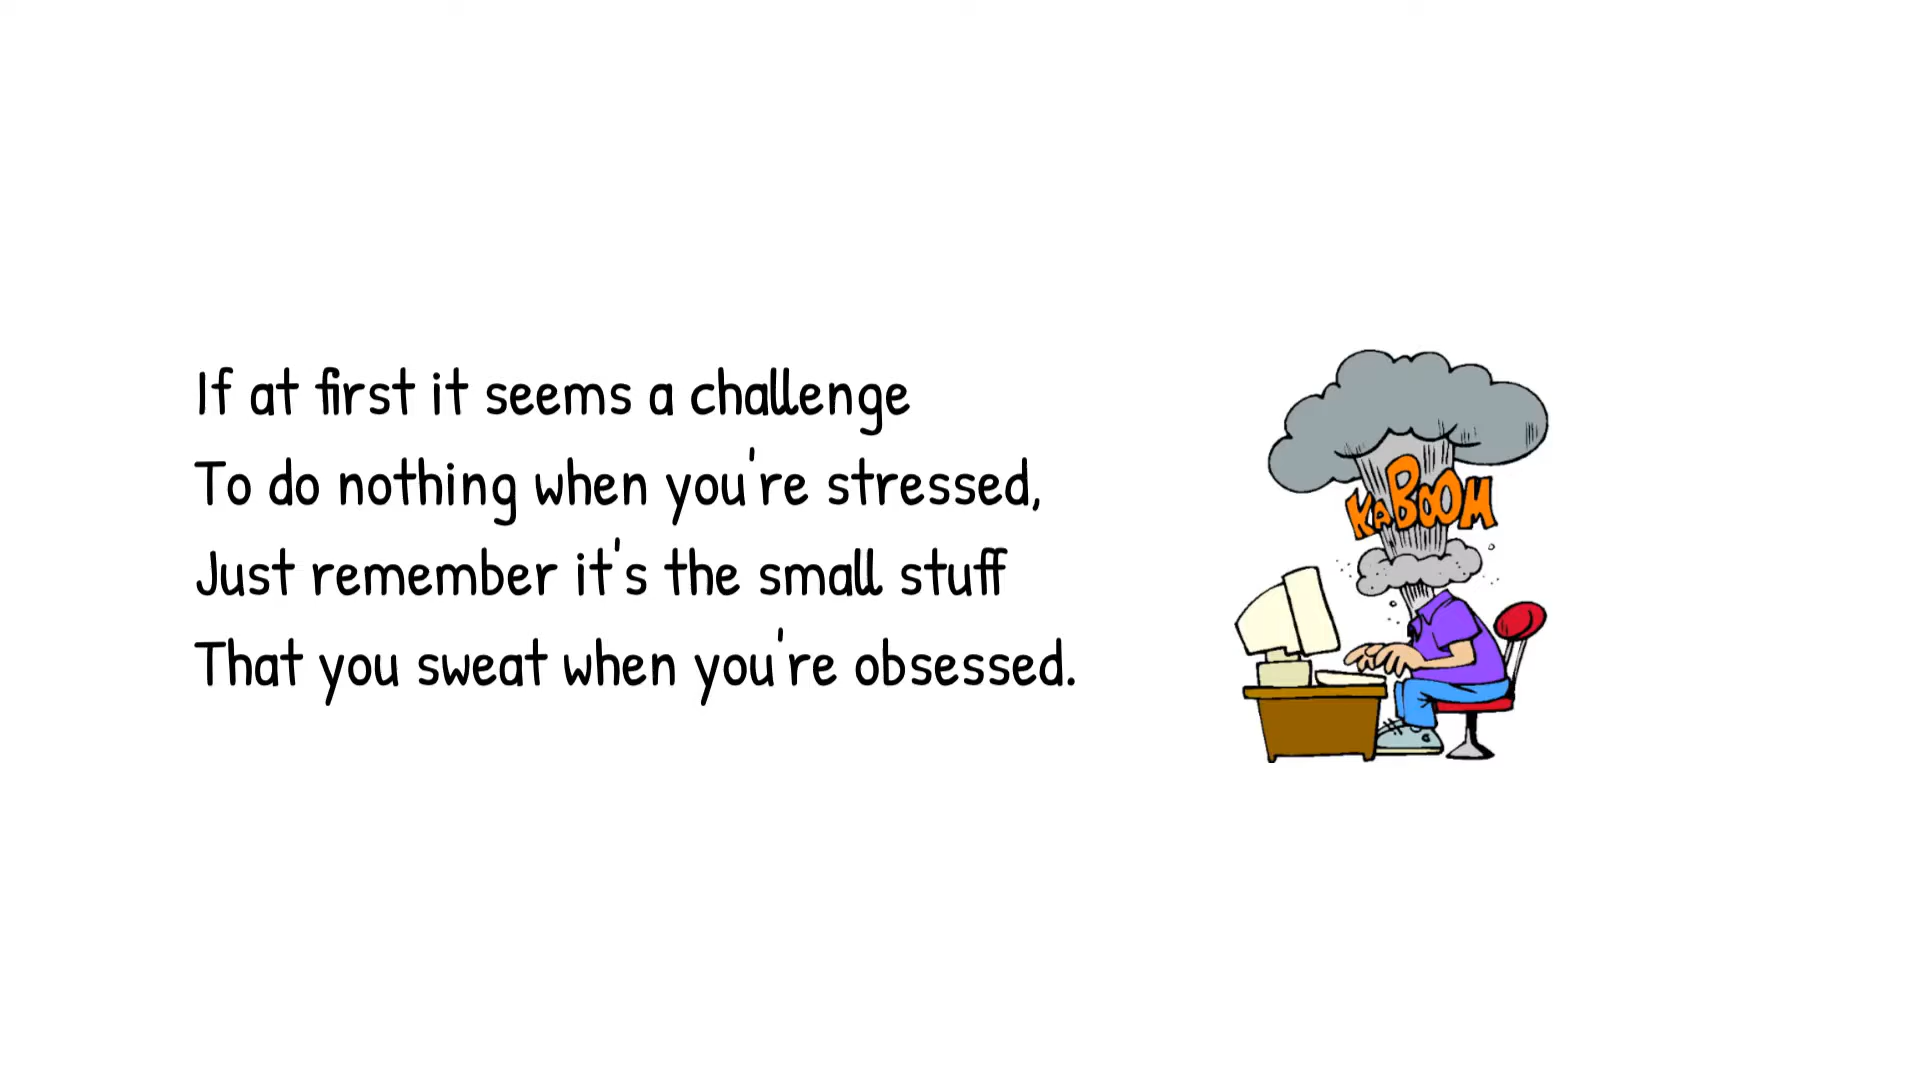 If at first it seems a challenge
To do nothing when you're stressed,
Just remember it's the small stuff
That you sweat when you're obsessed.
KABOOM